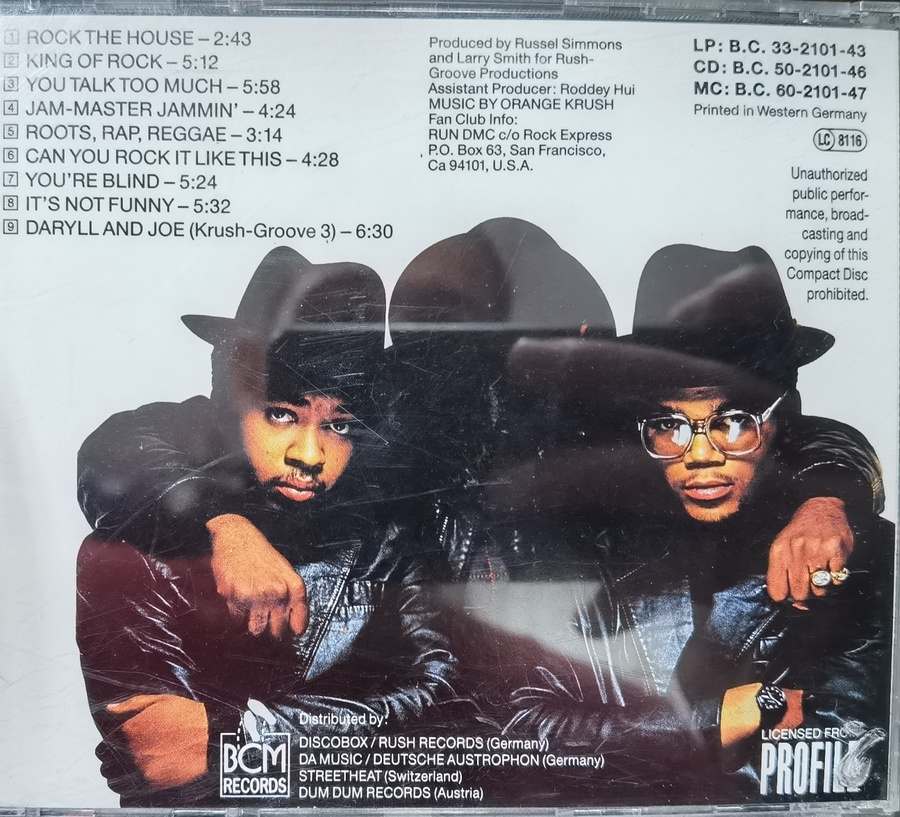 1 ROCK THE HOUSE – 2:43
2 KING OF ROCK – 5:12
3 YOU TALK TOO MUCH – 5:58
4 JAM-MASTER JAMMIN' – 4:24
5 ROOTS, RAP, REGGAE – 3:14
6 CAN YOU ROCK IT LIKE THIS – 4:28
7 YOU'RE BLIND – 5:24
8 IT'S NOT FUNNY – 5:32
9 DARYLL AND JOE (Krush-Groove 3) – 6:30
Produced by Russel Simmons
and Larry Smith for Rush-
Groove Productions
Assistant Producer: Roddey Hui
MUSIC BY ORANGE KRUSH
Fan Club Info:
RUN DMC c/o Rock Express
P.O. Box 63, San Francisco,
Ca 94101, U.S.A.
LP: B.C. 33-2101-43
CD: B.C. 50-2101-46
MC: B.C. 60-2101-47
Printed in Western Germany
LC 8116
Unauthorized
public perfor-
mance, broad-
casting and
copying of this
Compact Disc
prohibited.
BCM
RECORDS
Distributed by:
DISCOBOX / RUSH RECORDS (Germany)
DA MUSIC / DEUTSCHE AUSTROPHON (Germany)
STREETHEAT (Switzerland)
DUM DUM RECORDS (Austria)
LICENSED FROM
PROFILE